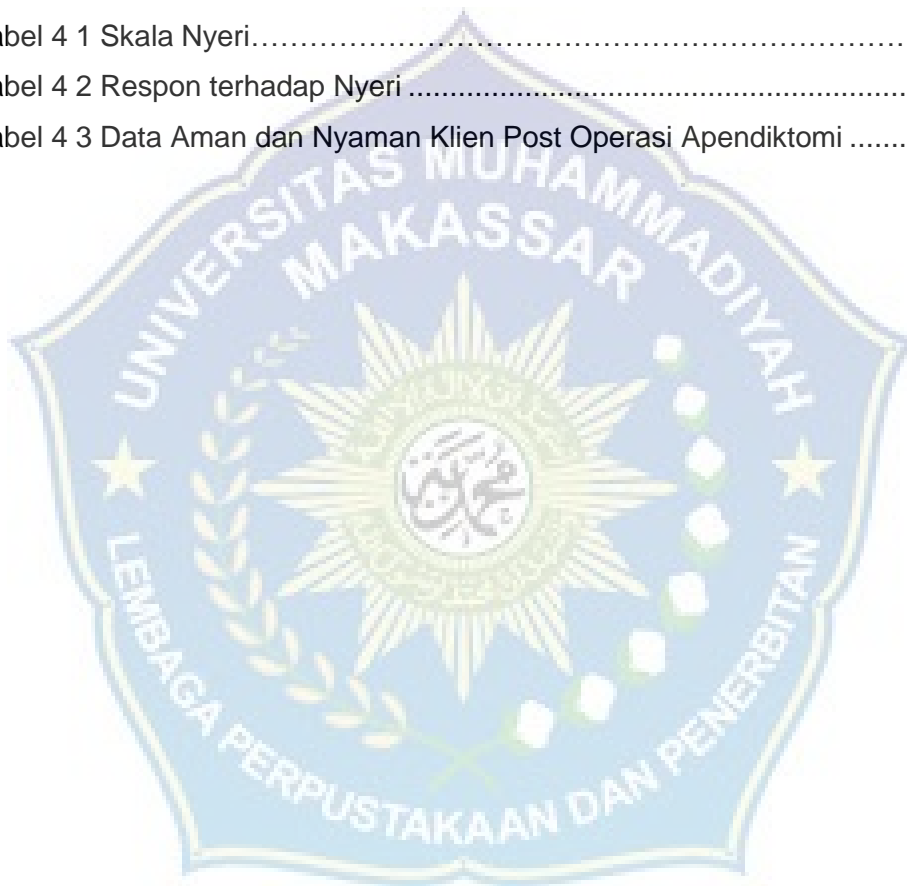 abel 4 1 Skala Nyeri……………………………………………………………
abel 4 2 Respon terhadap Nyeri ............................................................
abel 4 3 Data Aman dan Nyaman Klien Post Operasi Apendiktomi .......
UNIVERSITAS MUHAMMADIYAH
MAKASSAR
LEMBAGA PERPUSTAKAAN DAN PENERBITAN